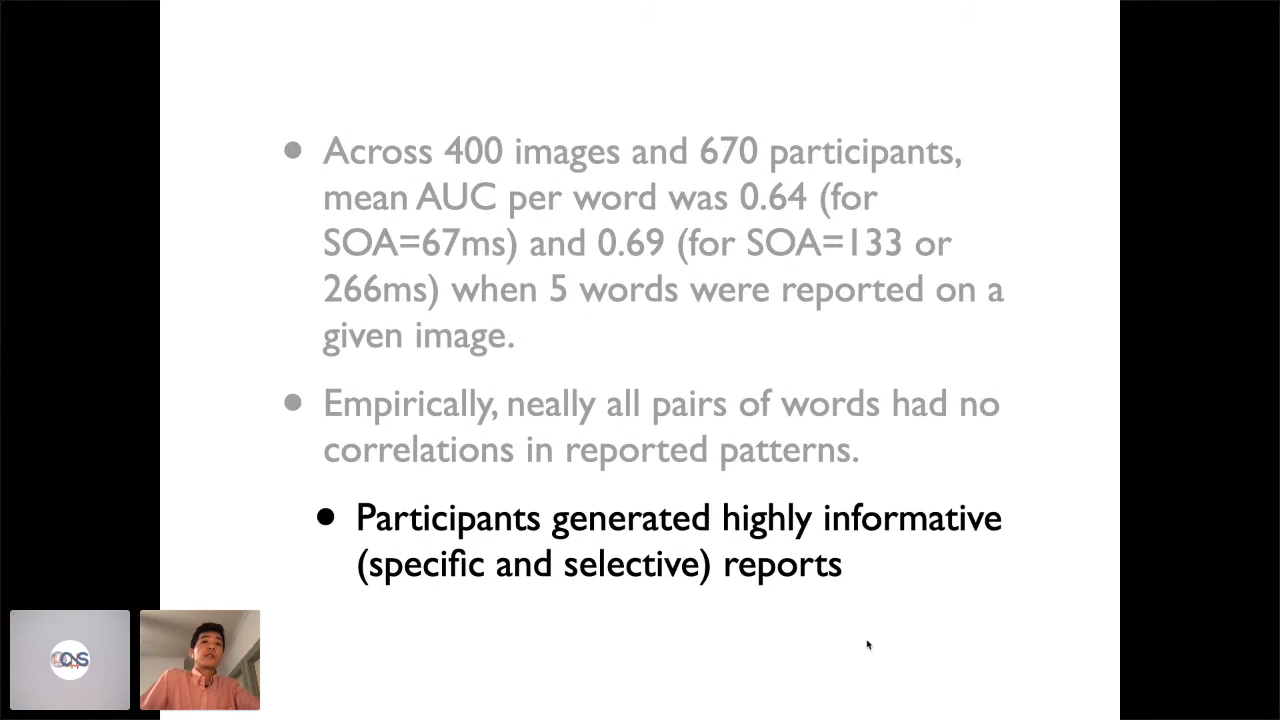 • Across 400 images and 670 participants,
mean AUC per word was 0.64 (for
SOA=67ms) and 0.69 (for SOA=133 or
266ms) when 5 words were reported on a
given image.
• Empirically, neally all pairs of words had no
correlations in reported patterns.
• Participants generated highly informative
(specific and selective) reports